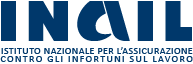 INAIL
ISTITUTO NAZIONALE PER L'ASSICURAZIONE
CONTRO GLI INFORTUNI SUL LAVORO